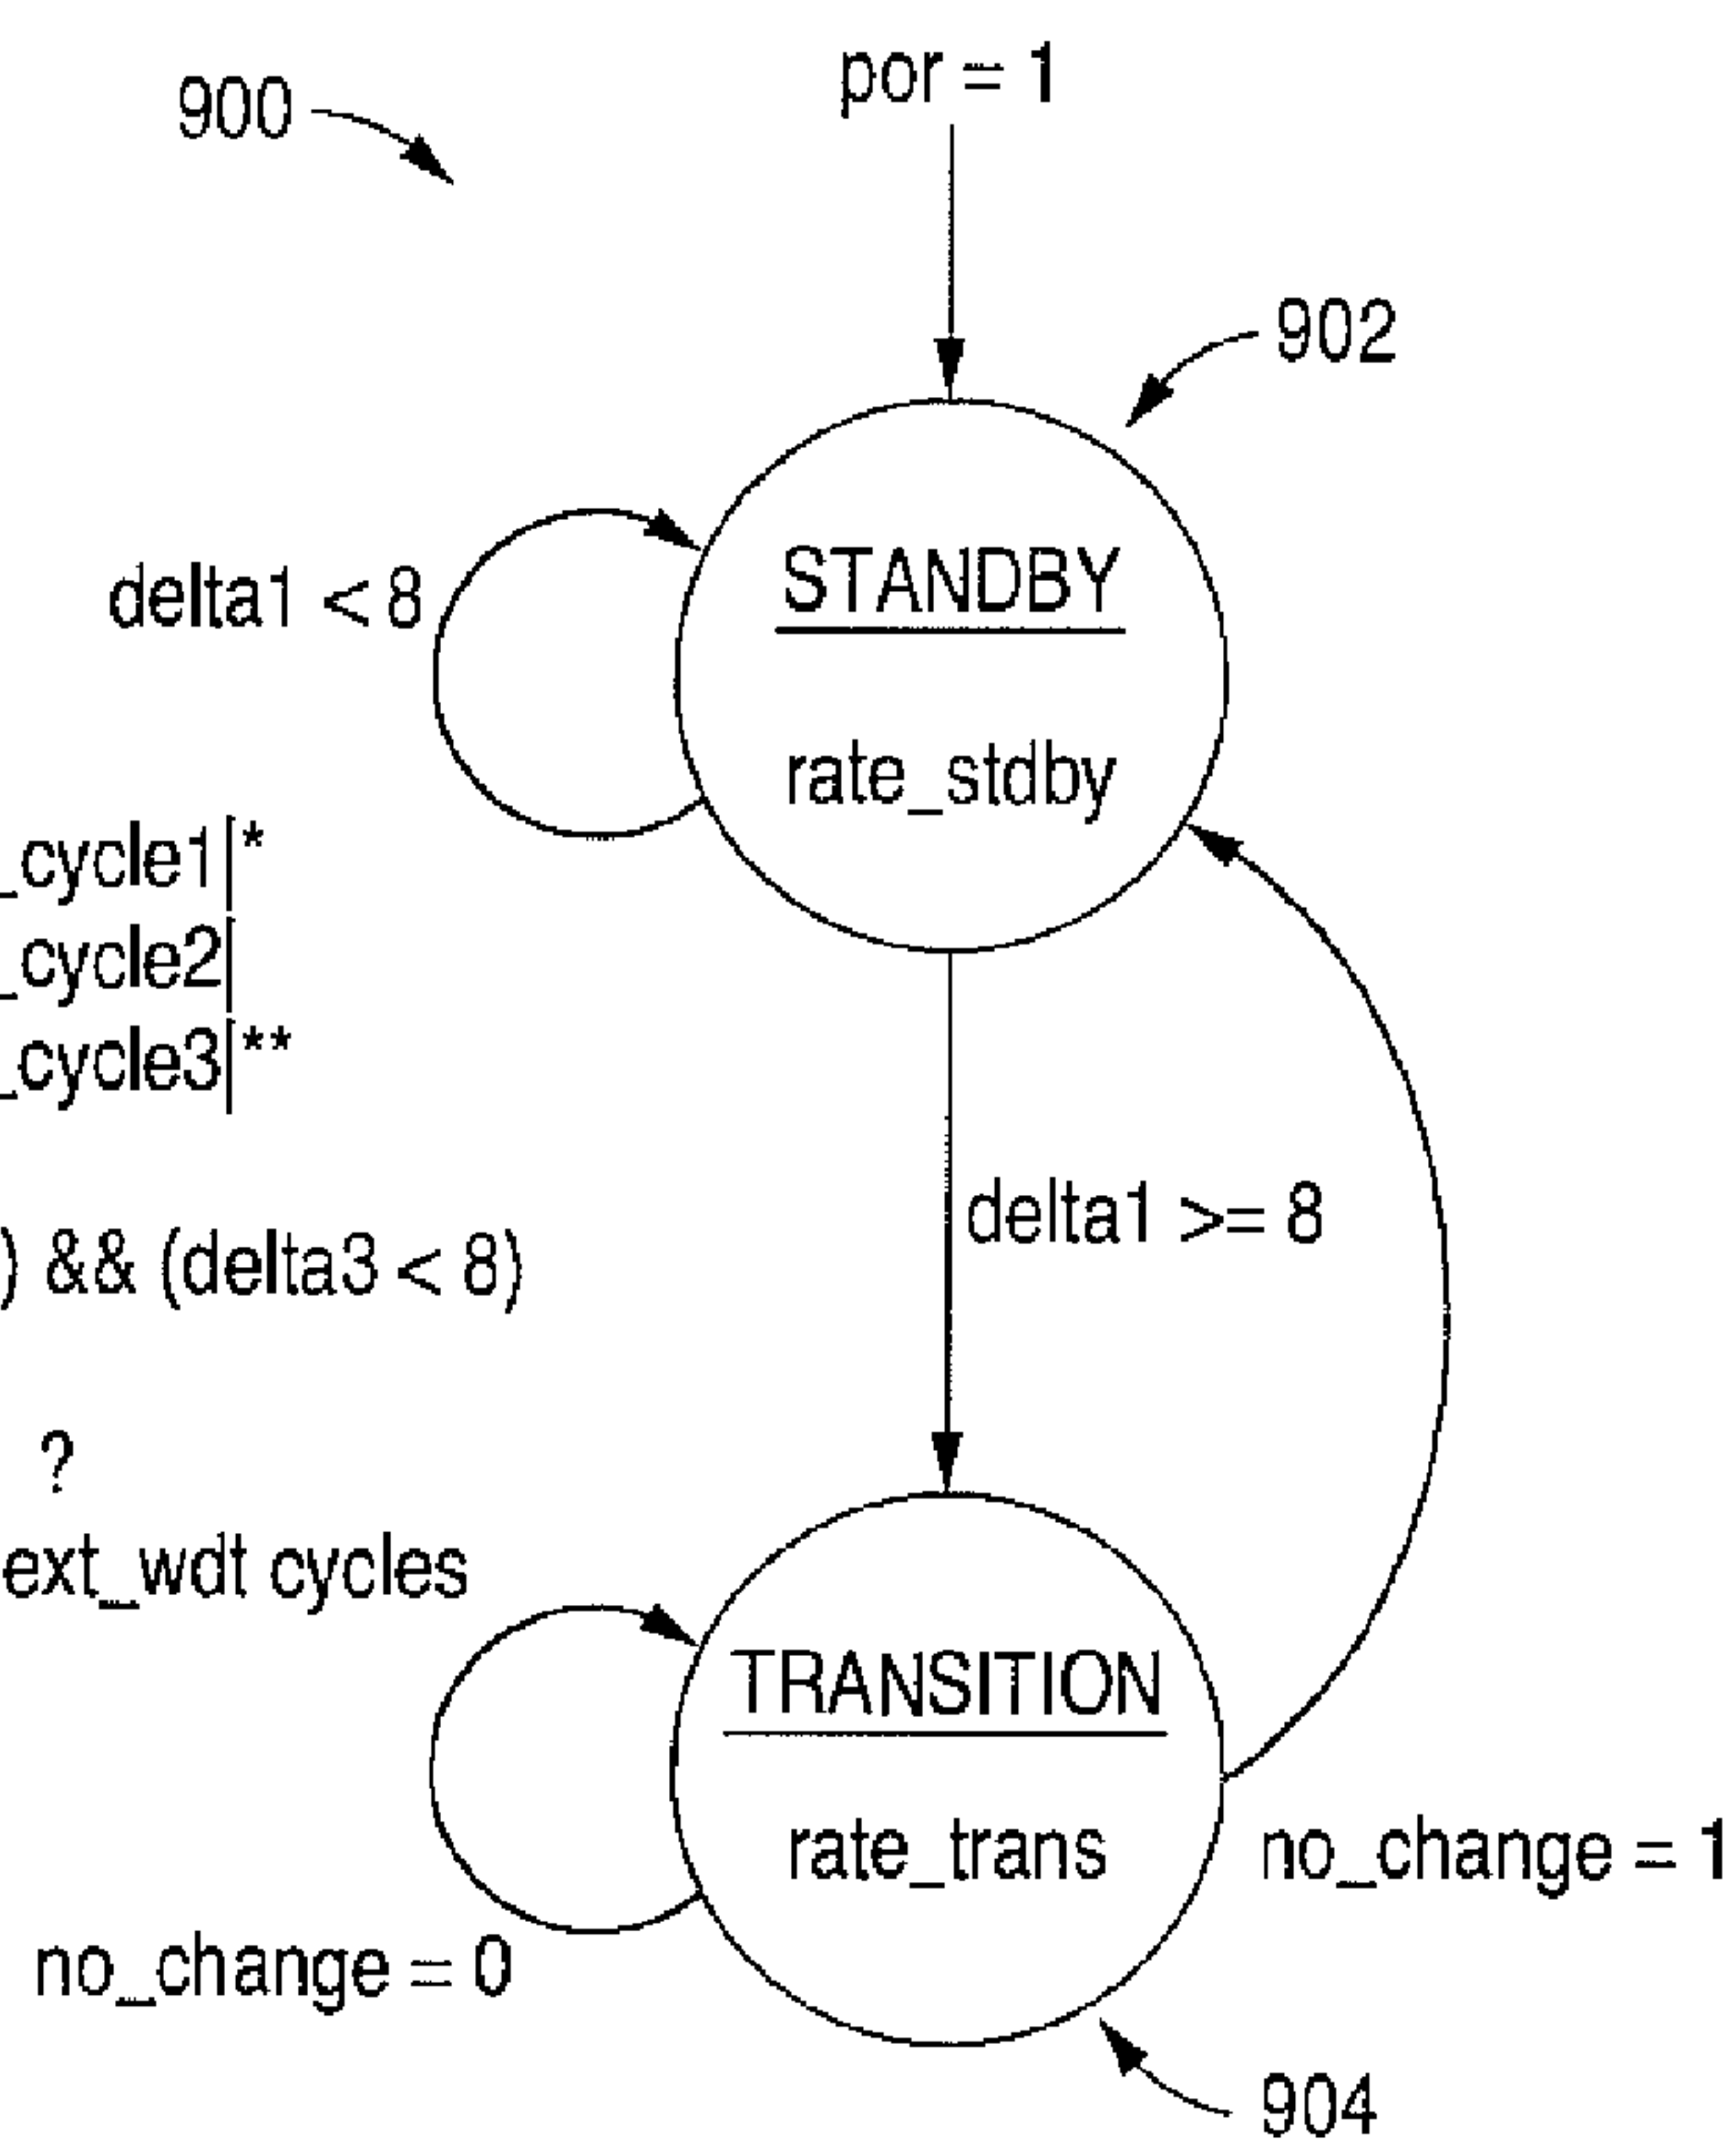 por = 1
900
902
delta1 < 8
STANDBY
rate_stdby
_cycle1|*
_cycle2|
_cycle3|**
delta1 >= 8
) && (delta3 < 8)
?
ext_wdt cycles
TRANSITION
rate_trans
no_change = 1
no_change = 0
904